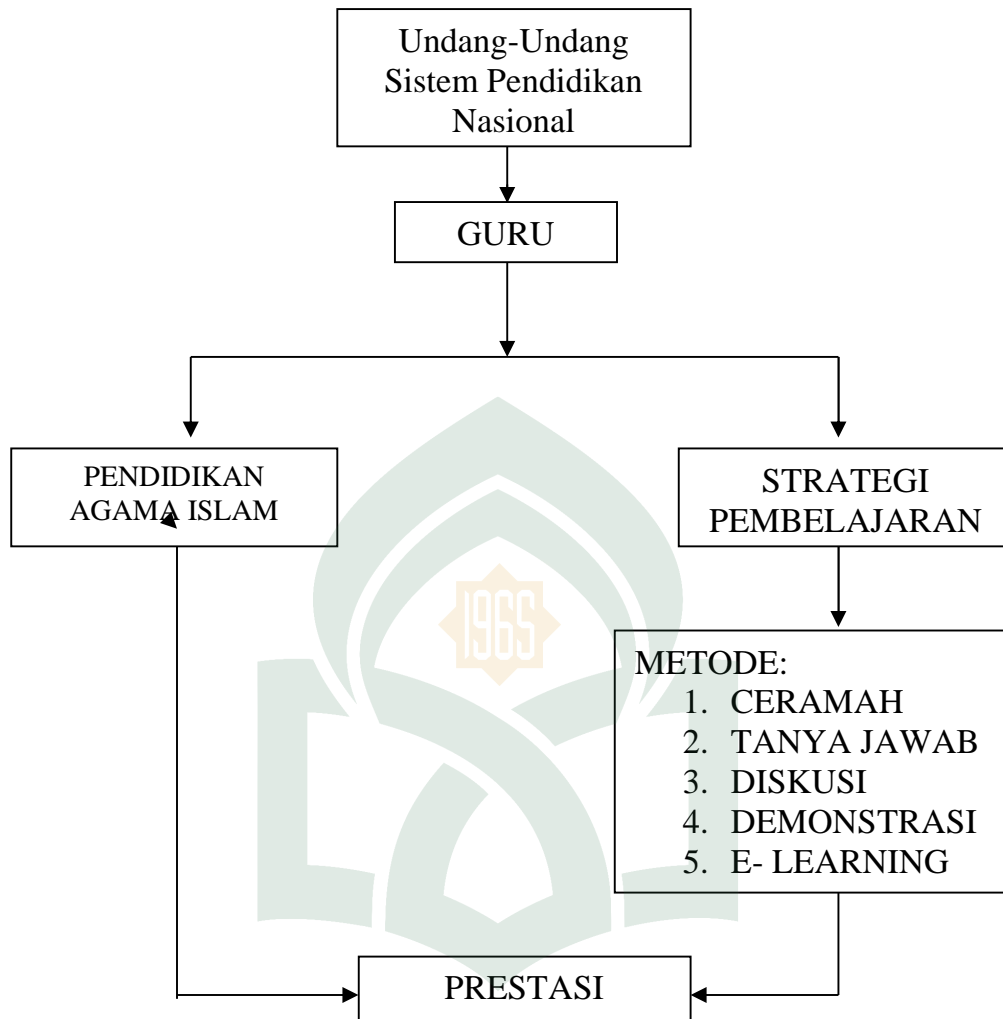 Undang-Undang
Sistem Pendidikan
Nasional
GURU
PENDIDIKAN
AGAMA ISLAM
STRATEGI
PEMBELAJARAN
1965
METODE:
1. CERAMAH
2. TANYA JAWAB
3. DISKUSI
4. DEMONSTRASI
5. E- LEARNING
PRESTASI